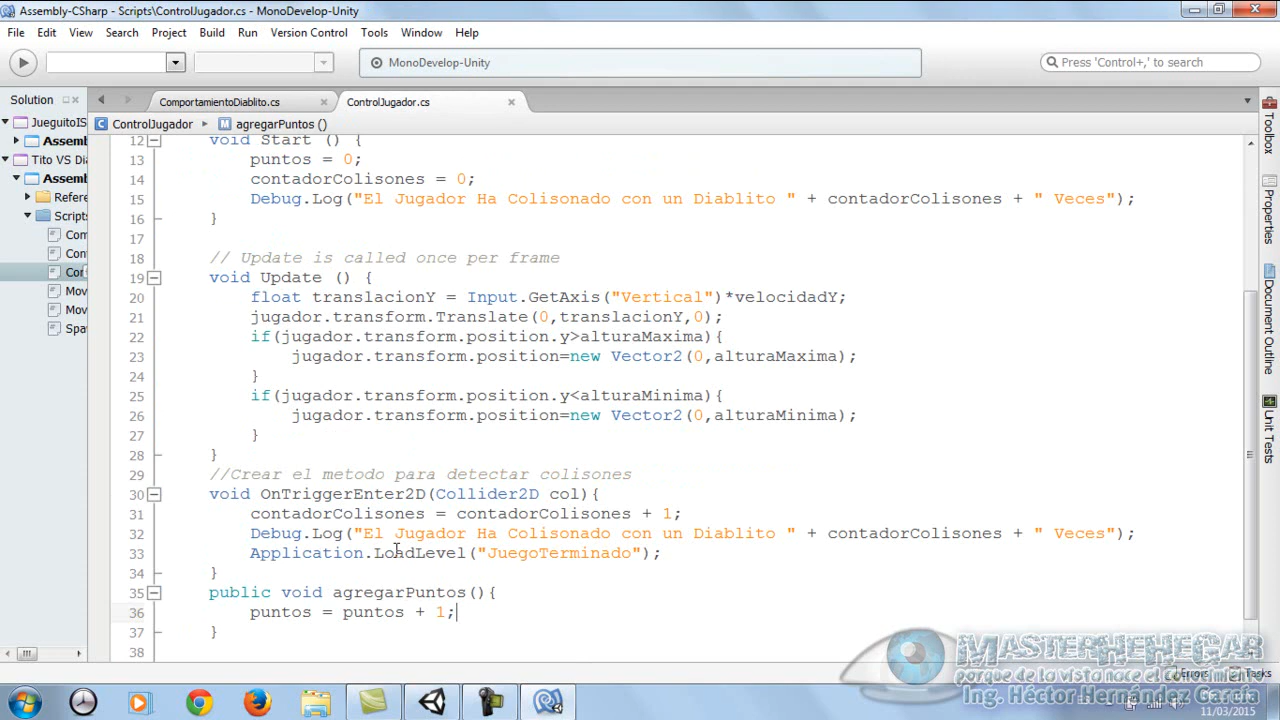 Assembly-CSharp - Scripts\ControlJugador.cs - MonoDevelop-Unity
File Edit View Search Project Build Run Version Control Tools Window Help
MonoDevelop-Unity
Press 'Control+,' to search
Solution
ComportamientoDiablito.cs
ControlJugador.cs
ControlJugador
agregarPuntos ()
JueguitoIS
Assemb
Tito VS Dia
Assemb
Refere
Scripts
Com
Con
Con
Mov
Mov
Spa
12 void Start () {
13 puntos = 0;
14 contadorColisones = 0;
15 Debug.Log("El Jugador Ha Colisonado con un Diablito " + contadorColisones + " Veces");
16 }
17
18 // Update is called once per frame
19 void Update () {
20 float translacionY = Input.GetAxis("Vertical")*velocidadY;
21 jugador.transform.Translate(0,translacionY,0);
22 if(jugador.transform.position.y>alturaMaxima){
23 jugador.transform.position=new Vector2(0,alturaMaxima);
24 }
25 if(jugador.transform.position.y<alturaMinima){
26 jugador.transform.position=new Vector2(0,alturaMinima);
27 }
28 }
29 //Crear el metodo para detectar colisones
30 void OnTriggerEnter2D(Collider2D col){
31 contadorColisones = contadorColisones + 1;
32 Debug.Log("El Jugador Ha Colisonado con un Diablito " + contadorColisones + " Veces");
33 Application.LoadLevel("JuegoTerminado");
34 }
35 public void agregarPuntos(){
36 puntos = puntos + 1;
37 }
38
Toolbox
Properties
Document Outline
Unit Tests
MASTERHEHEGAR
porque de la vista nace el conocimiento
Ing. Héctor Hernández García
Errors
Tasks
11/03/2015